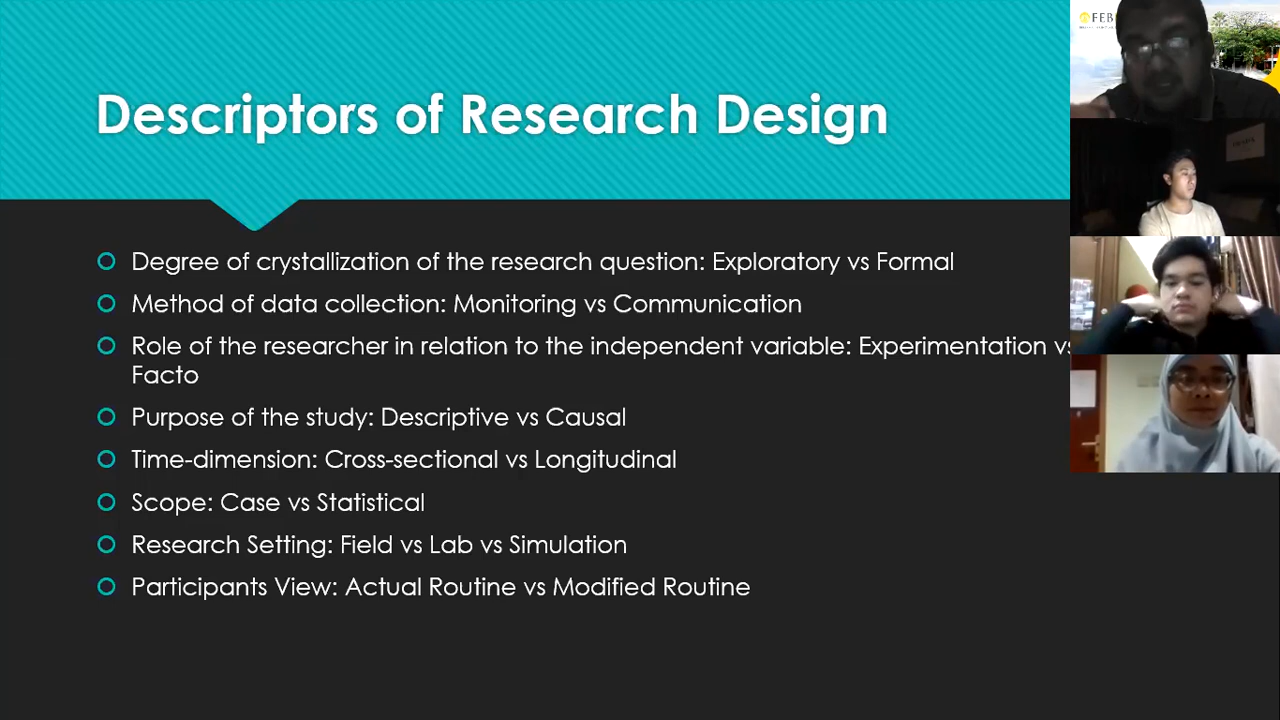 Descriptors of Research Design
Degree of crystallization of the research question: Exploratory vs Formal
Method of data collection: Monitoring vs Communication
Role of the researcher in relation to the independent variable: Experimentation vs
Facto
Purpose of the study: Descriptive vs Causal
Time-dimension: Cross-sectional vs Longitudinal
Scope: Case vs Statistical
Research Setting: Field vs Lab vs Simulation
Participants View: Actual Routine vs Modified Routine
FEB